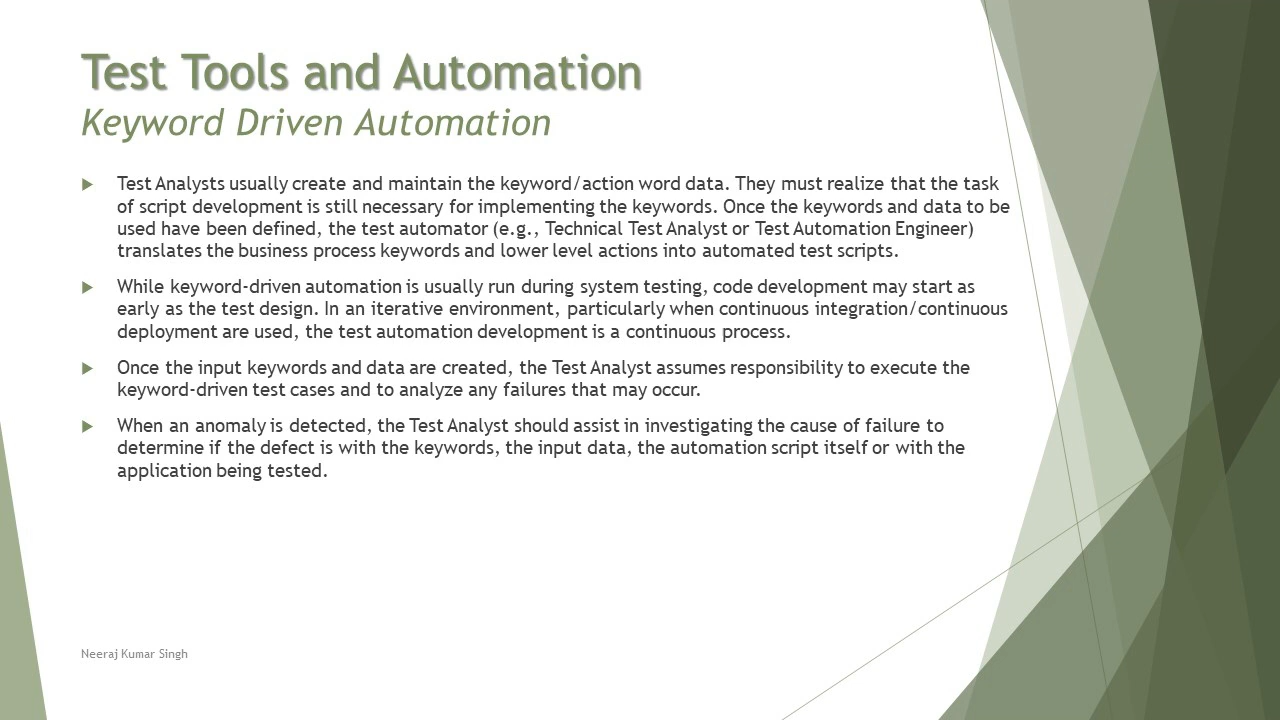 Test Tools and Automation
Keyword Driven Automation
Test Analysts usually create and maintain the keyword/action word data. They must realize that the task
of script development is still necessary for implementing the keywords. Once the keywords and data to be
used have been defined, the test automator (e.g., Technical Test Analyst or Test Automation Engineer)
translates the business process keywords and lower level actions into automated test scripts.
While keyword-driven automation is usually run during system testing, code development may start as
early as the test design. In an iterative environment, particularly when continuous integration/continuous
deployment are used, the test automation development is a continuous process.
Once the input keywords and data are created, the Test Analyst assumes responsibility to execute the
keyword-driven test cases and to analyze any failures that may occur.
When an anomaly is detected, the Test Analyst should assist in investigating the cause of failure to
determine if the defect is with the keywords, the input data, the automation script itself or with the
application being tested.
Neeraj Kumar Singh